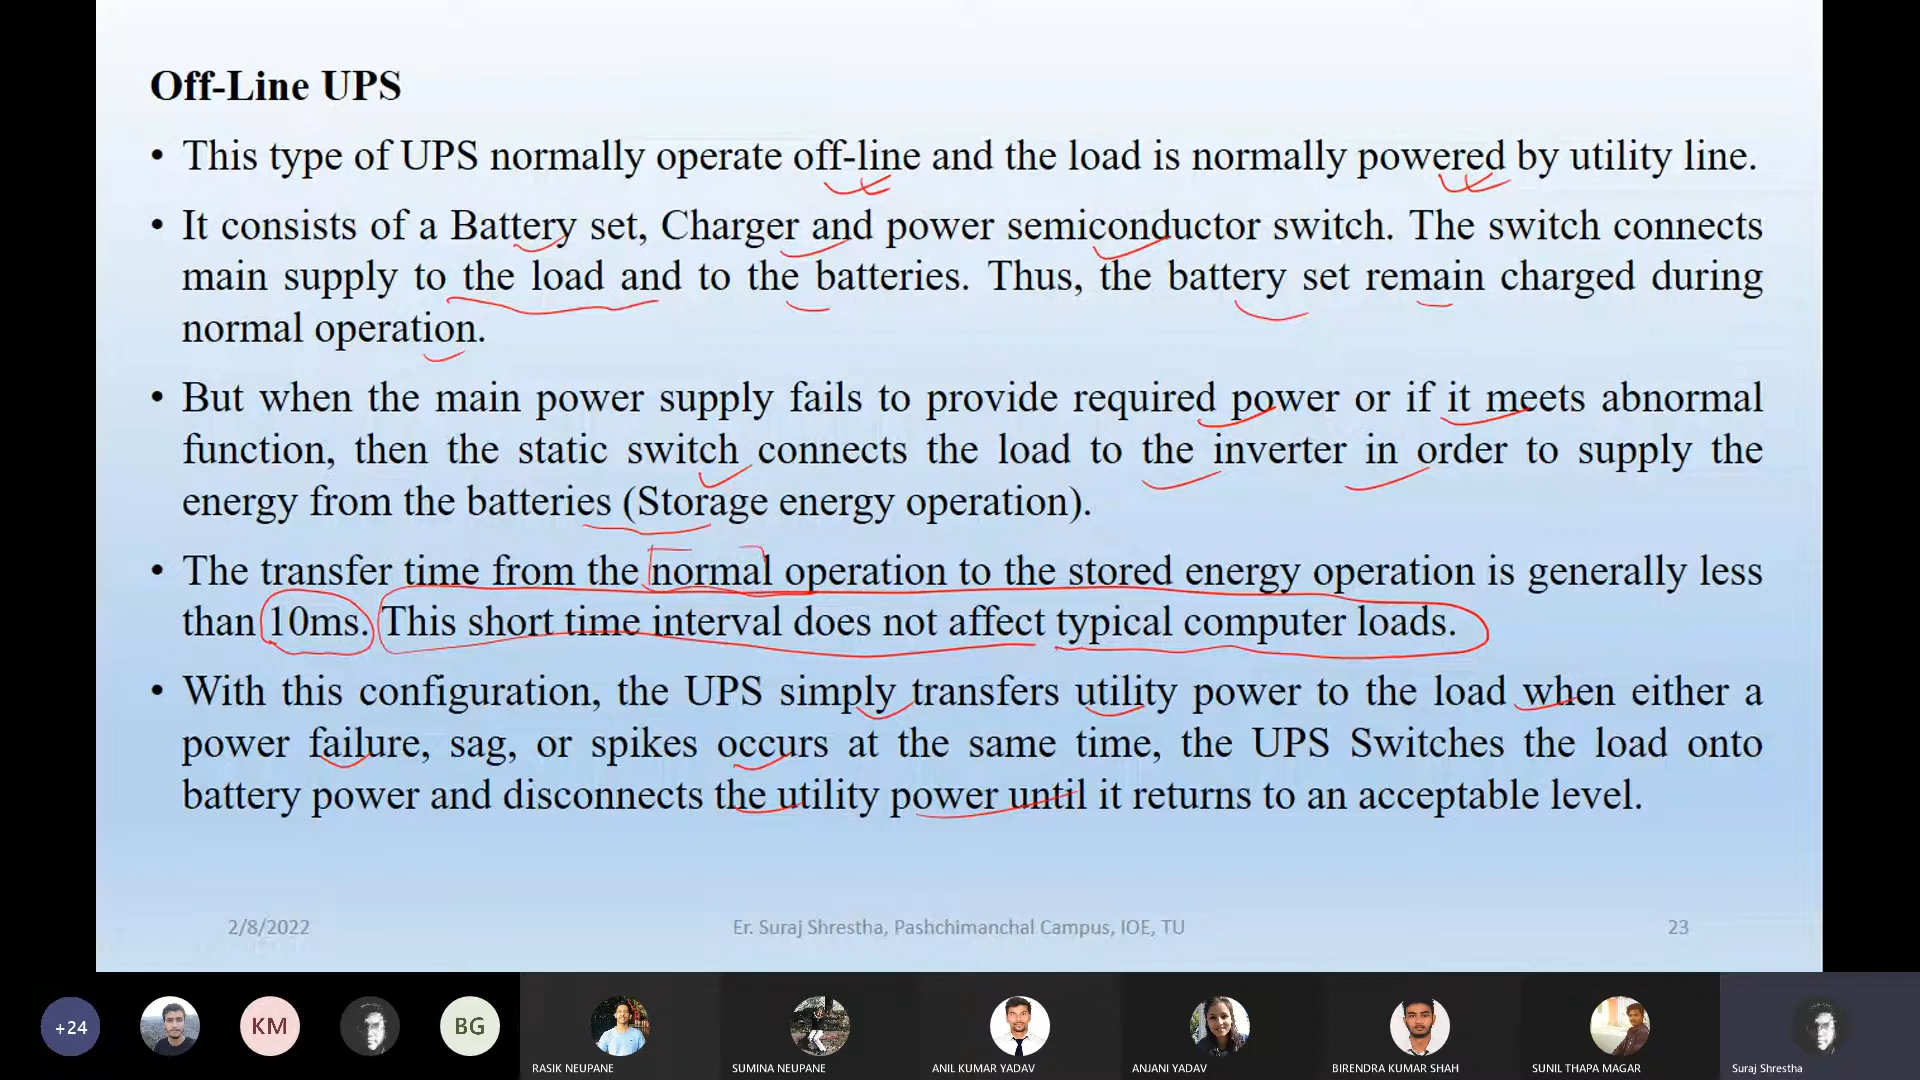 Off-Line UPS
• This type of UPS normally operate off-line and the load is normally powered by utility line.
• It consists of a Battery set, Charger and power semiconductor switch. The switch connects
main supply to the load and to the batteries. Thus, the battery set remain charged during
normal operation.
• But when the main power supply fails to provide required power or if it meets abnormal
function, then the static switch connects the load to the inverter in order to supply the
energy from the batteries (Storage energy operation).
• The transfer time from the normal operation to the stored energy operation is generally less
than 10ms. This short time interval does not affect typical computer loads.
• With this configuration, the UPS simply transfers utility power to the load when either a
power failure, sag, or spikes occurs at the same time, the UPS Switches the load onto
battery power and disconnects the utility power until it returns to an acceptable level.
2/8/2022
Er. Suraj Shrestha, Pashchimanchal Campus, IOE, TU
23
+24
KM
BG
RASIK NEUPANE
SUMINA NEUPANE
ANIL KUMAR YADAV
ANJANI YADAV
BIRENDRA KUMAR SHAH
SUNIL THAPA MAGAR
Suraj Shrestha